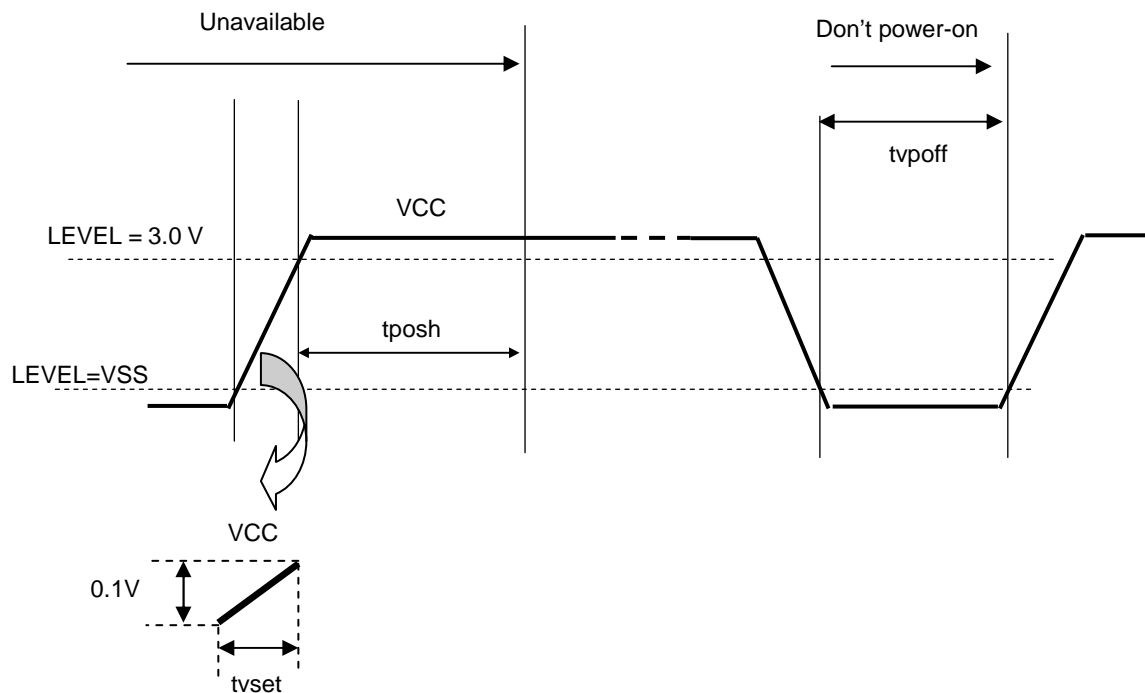 Unavailable
Don't power-on
tvpoff
VCC
LEVEL = 3.0 V
tposh
LEVEL=VSS
VCC
0.1V
tvset